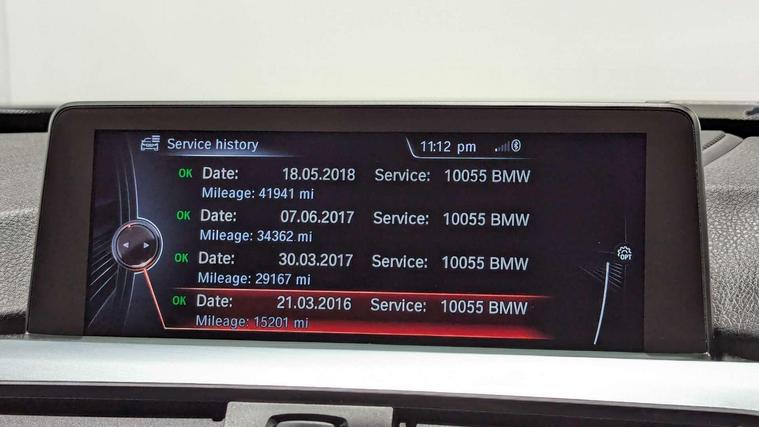 Service history 11:12 pm
OK Date: 18.05.2018 Service: 10055 BMW
Mileage: 41941 mi
OK Date: 07.06.2017 Service: 10055 BMW
Mileage: 34362 mi
OK Date: 30.03.2017 Service: 10055 BMW
Mileage: 29167 mi
OPT
OK Date: 21.03.2016 Service: 10055 BMW
Mileage: 15201 mi